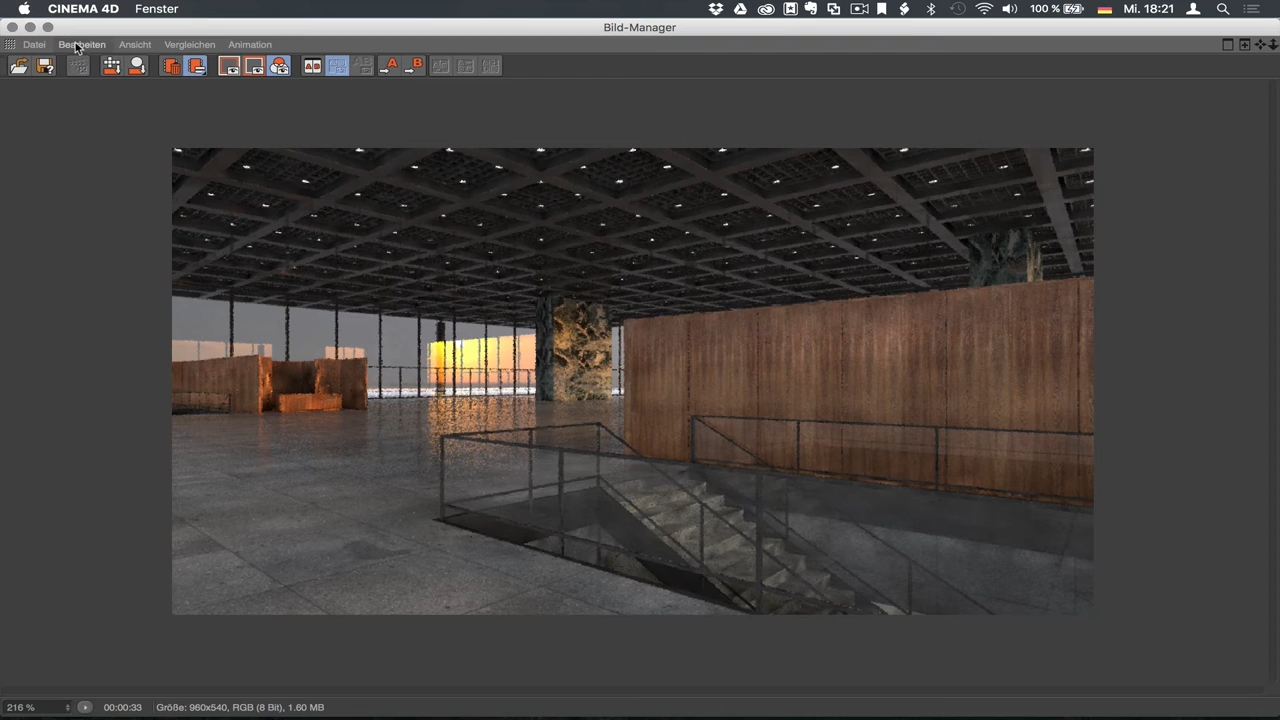 CINEMA 4D Fenster 100 % Mi. 18:21
Bild-Manager
Datei Bearbeiten Ansicht Vergleichen Animation
A B AB A B
216 % 00:00:33 Größe: 960x540, RGB (8 Bit), 1.60 MB